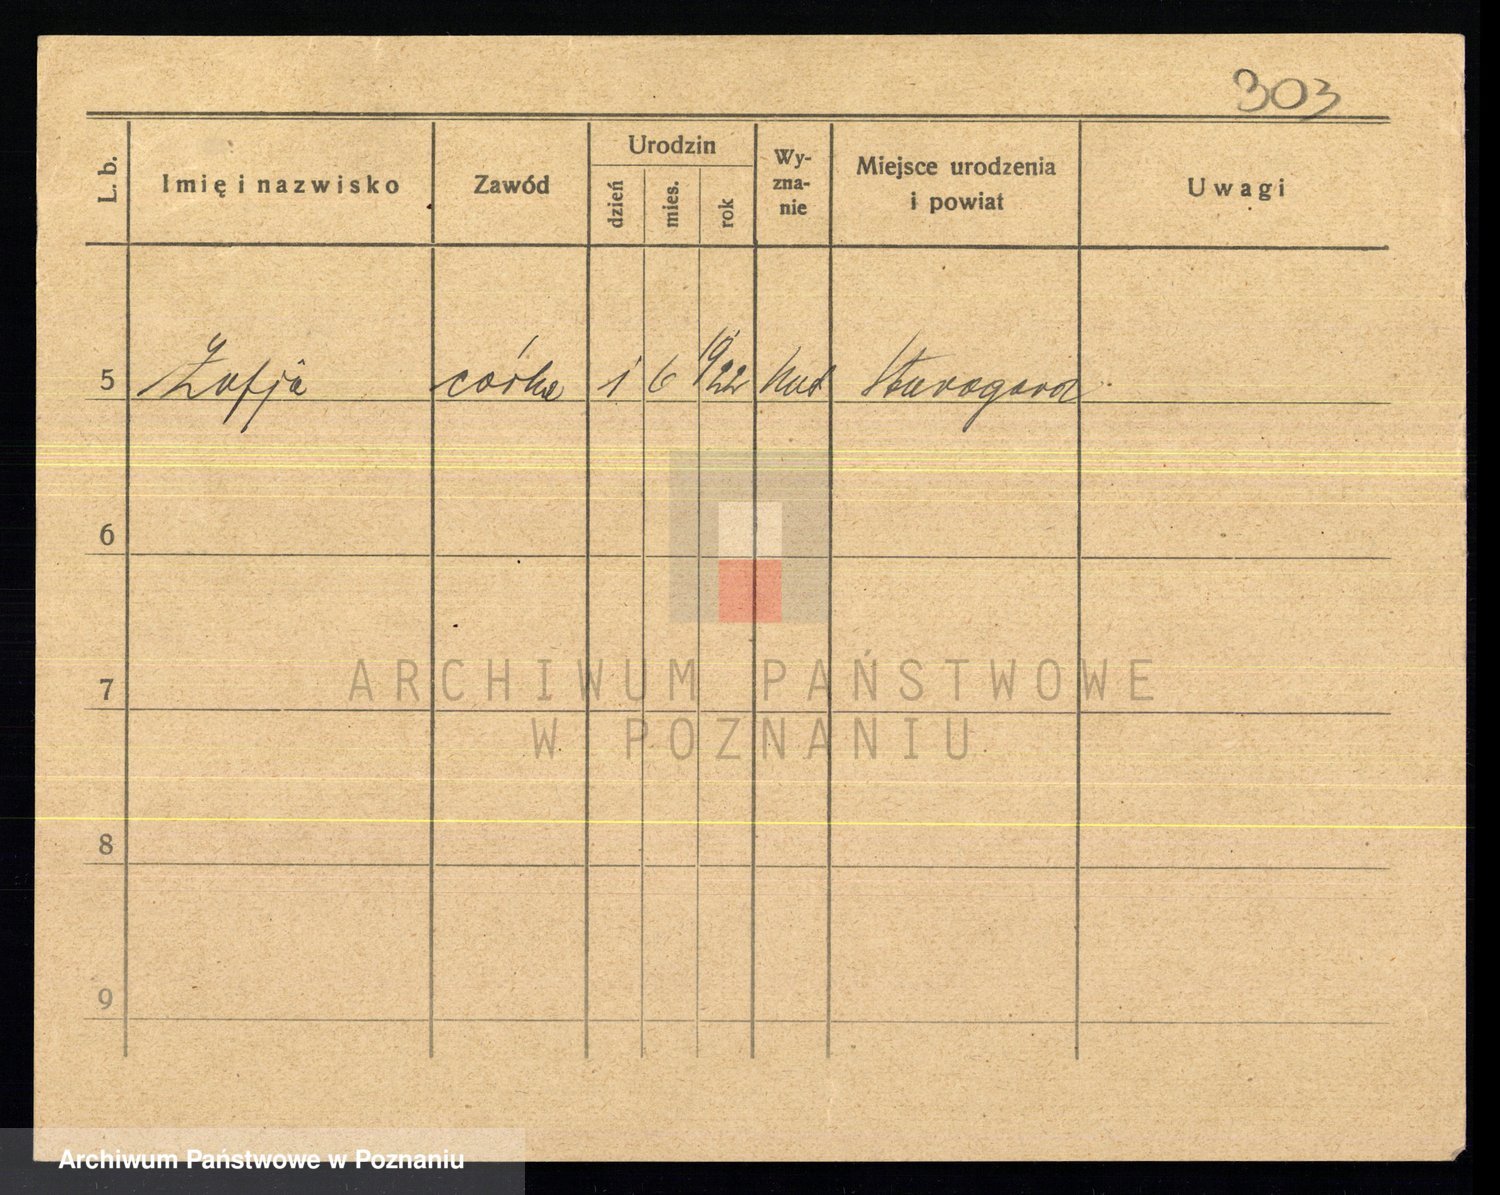 303
L. b.
Imię i nazwisko
Zawód
Urodzin
dzień
mies.
rok
Wy-
zna-
nie
Miejsce urodzenia
i powiat
Uwagi
5 Zofja córka 1 6 1922 Starogard
6
7
8
9
ARCHIWUM PAŃSTWOWE
W POZNANIU
Archiwum Państwowe w Poznaniu